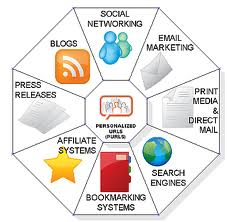 SOCIAL
NETWORKING
EMAIL
MARKETING
PRINT
MEDIA &
DIRECT
MAIL
SEARCH
ENGINES
BOOKMARKING
SYSTEMS
AFFILIATE
SYSTEMS
PRESS
RELEASES
BLOGS
PERSONALIZED
URLS
(PURLS)